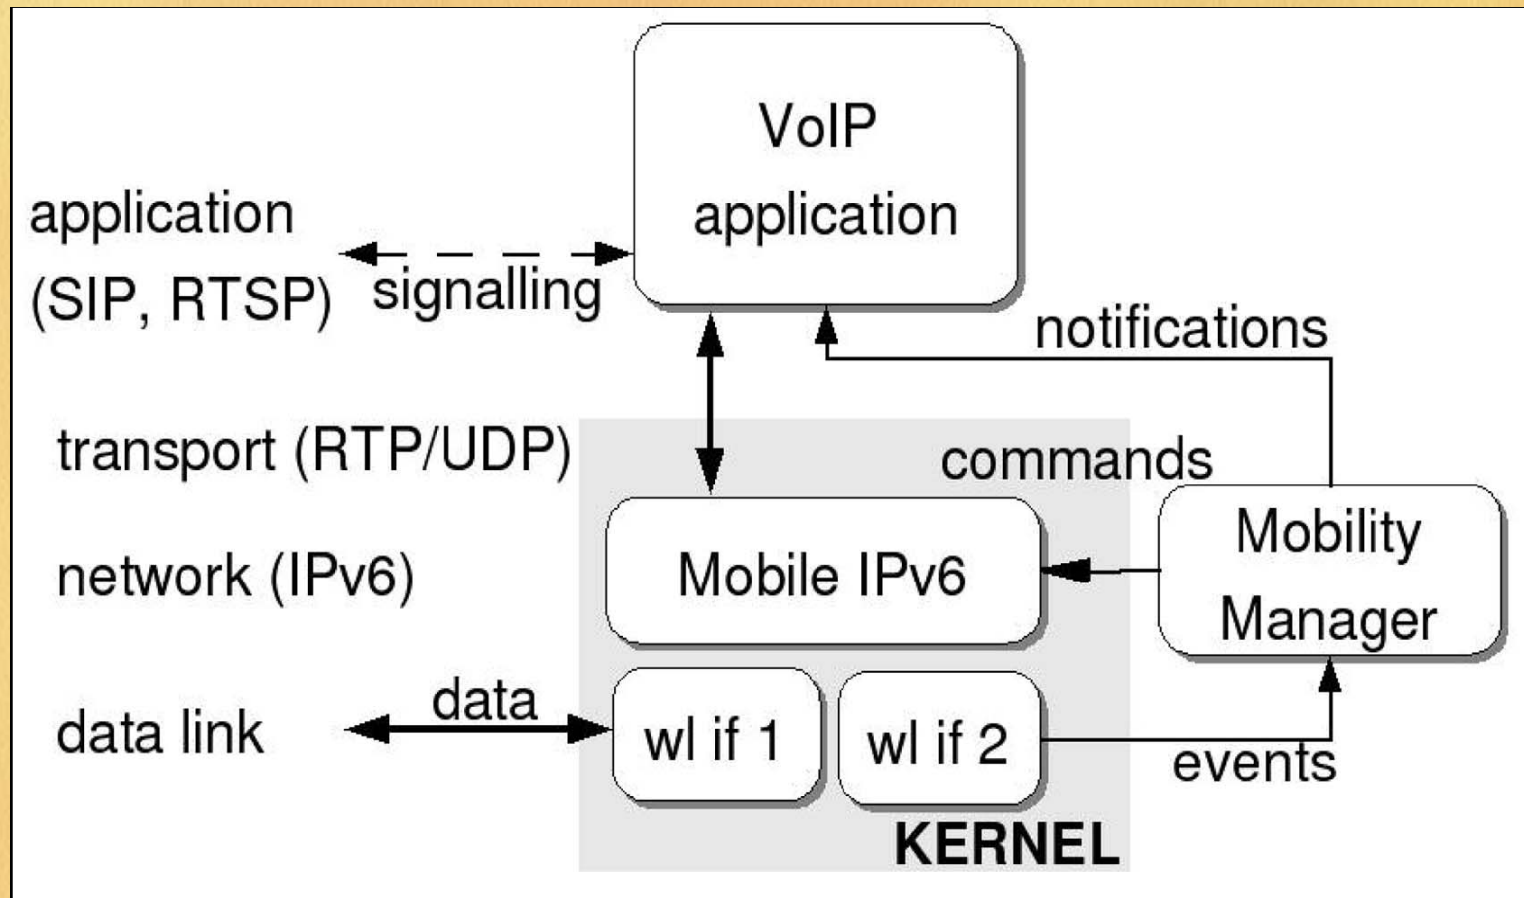 VoIP
application
application
(SIP, RTSP)
signalling
notifications
transport (RTP/UDP)
commands
network (IPv6)
Mobile IPv6
Mobility
Manager
data link
data
wl if 1
wl if 2
events
KERNEL